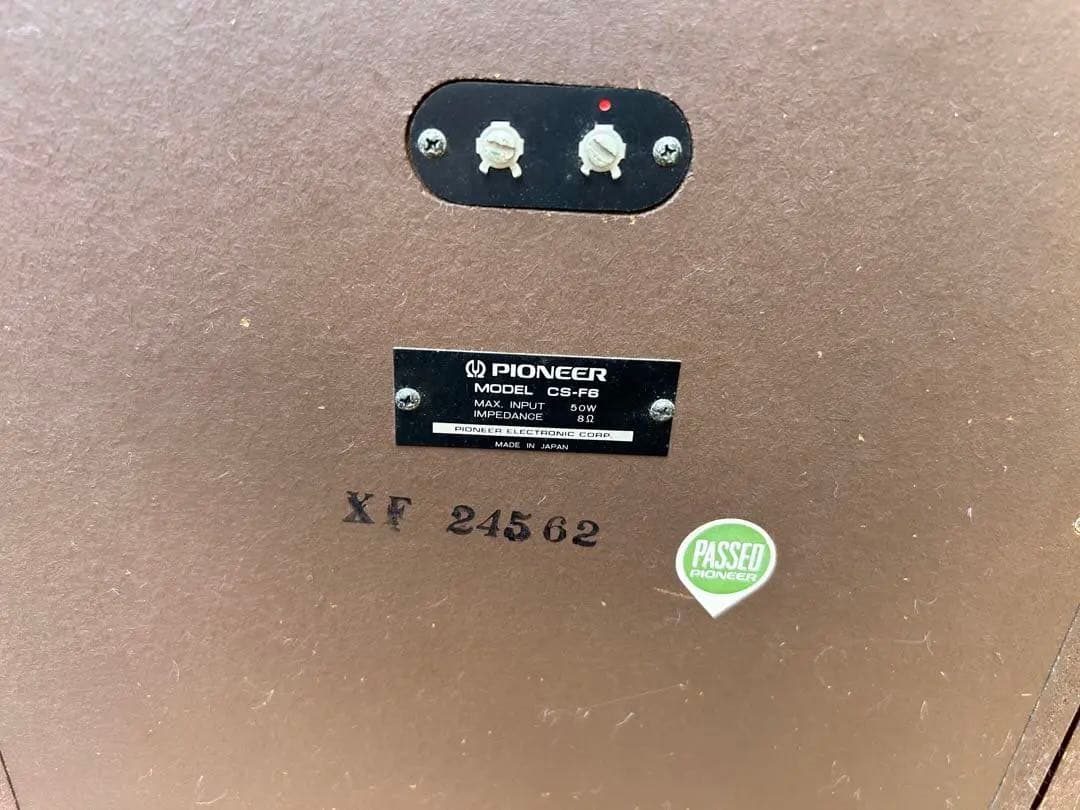 PIONEER
MODEL CS-F6
MAX. INPUT 50W
IMPEDANCE 8Ω
PIONEER ELECTRONIC CORP.
MADE IN JAPAN
XF 24562
PASSED
PIONEER